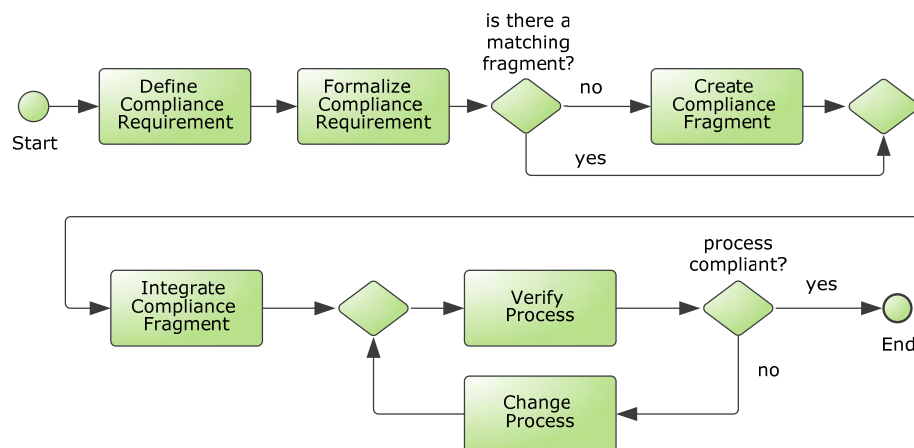 is there a
matching
fragment?
Start
Define
Compliance
Requirement
Formalize
Compliance
Requirement
no
yes
Create
Compliance
Fragment
Integrate
Compliance
Fragment
Verify
Process
process
compliant?
yes
End
no
Change
Process